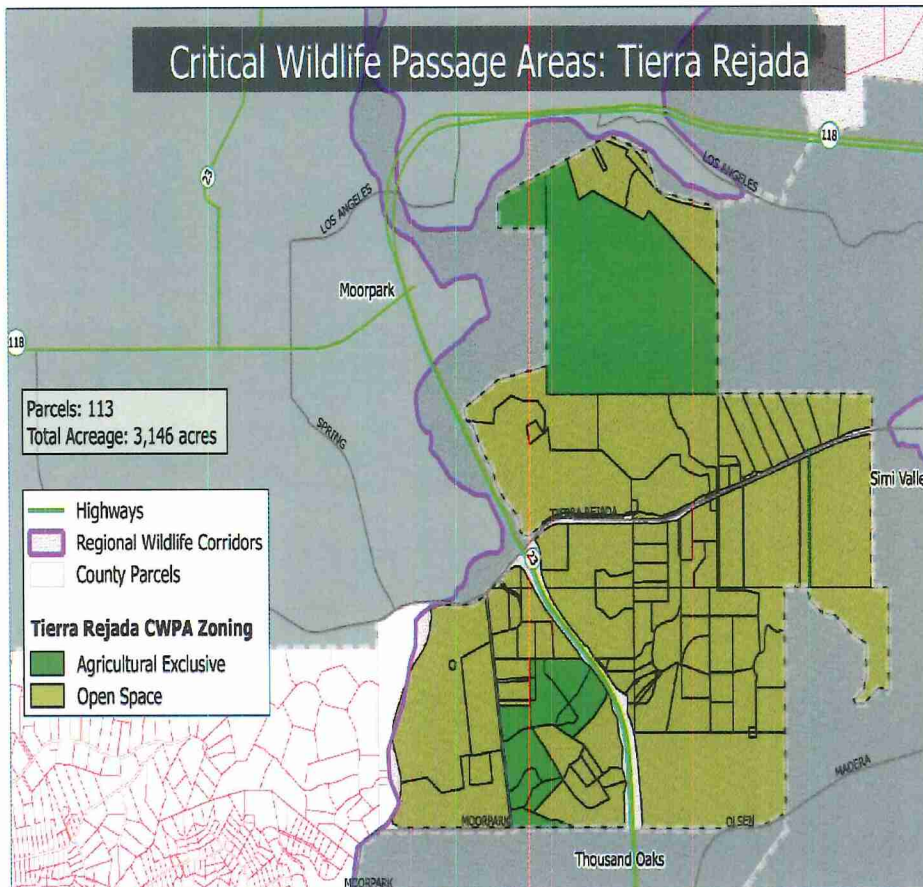 Critical Wildlife Passage Areas: Tierra Rejada
118
23
LOS ANGELES
LOS ANGELES
Moorpark
118
Parcels: 113
Total Acreage: 3,146 acres
SPRING
Simi Valle
TIERRA REJADA
23
Highways
Regional Wildlife Corridors
County Parcels
Tierra Rejada CWPA Zoning
Agricultural Exclusive
Open Space
MADERA
MOORPARK
OLSEN
Thousand Oaks
MOORPARK